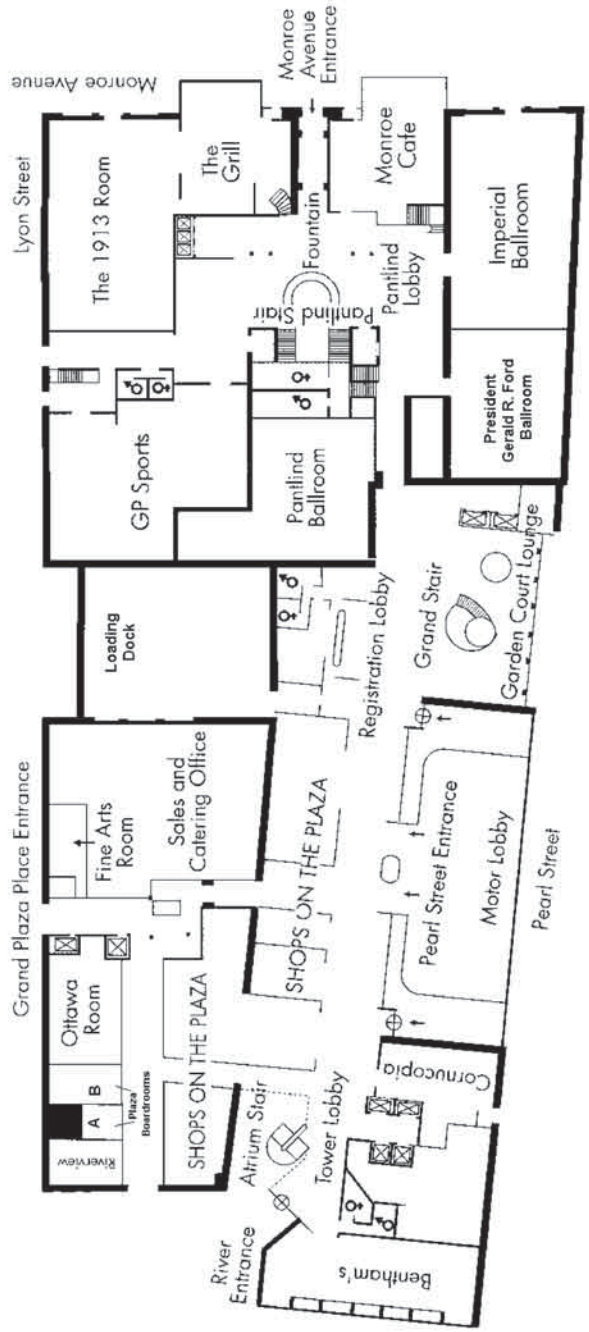 Grand Plaza Place Entrance
Lyon Street
Monroe Avenue
Riverview
A
B
Plaza
Boardrooms
Ottawa
Room
Fine Arts
Room
Sales and
Catering Office
Loading
Dock
GP Sports
The 1913 Room
The
Grill
Monroe
Avenue
Entrance
SHOPS ON THE PLAZA
SHOPS ON THE PLAZA
Pantlind
Ballroom
Pantlind Stair
Fountain
Pantlind
Lobby
Monroe
Cafe
River
Entrance
Atrium Stair
Tower Lobby
Registration Lobby
Grand Stair
Garden Court Lounge
President
Gerald R. Ford
Ballroom
Imperial
Ballroom
Bentham's
Cornucopia
Pearl Street Entrance
Motor Lobby
Pearl Street